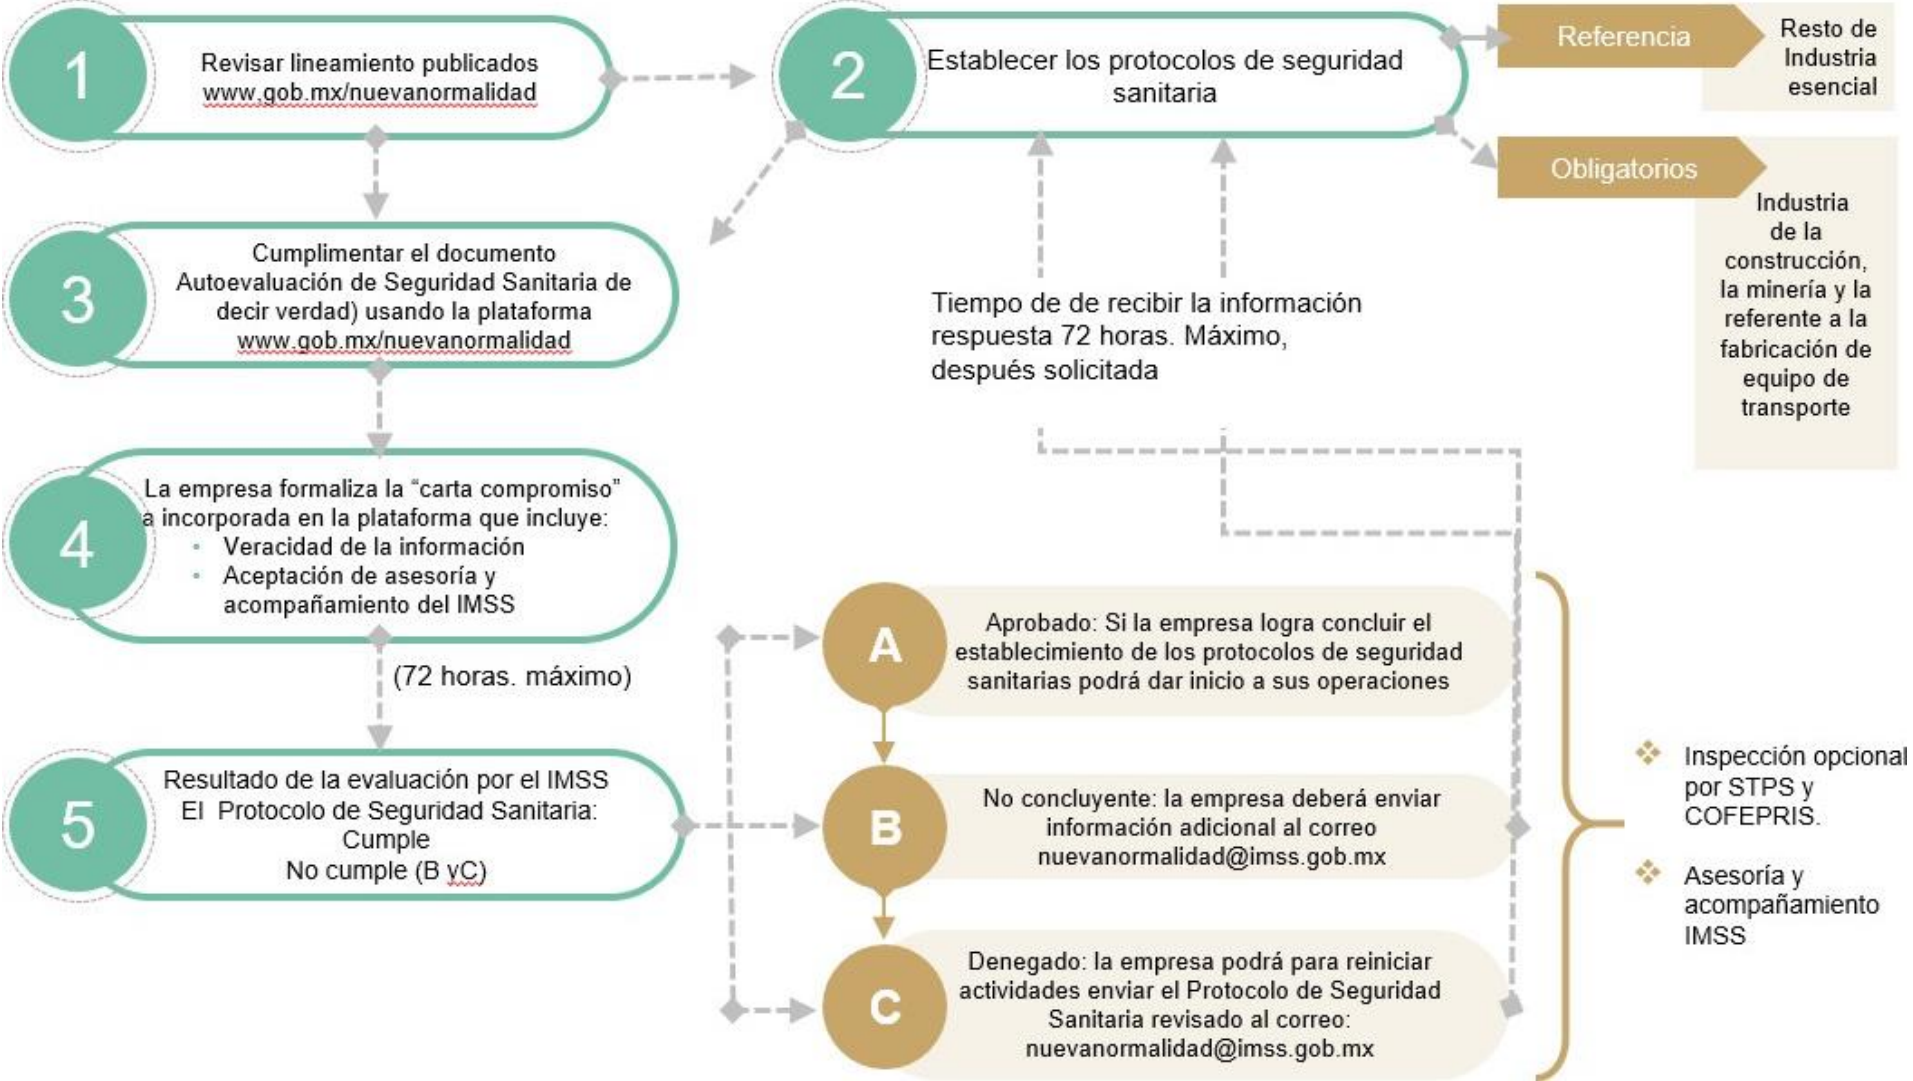 1
Revisar lineamiento publicados
www.gob.mx/nuevanormalidad
2
Establecer los protocolos de seguridad
sanitaria
Referencia
Resto de
Industria
esencial
Obligatorios
Industria
de la
construcción,
la minería y la
referente a la
fabricación de
equipo de
transporte
3
Cumplimentar el documento
Autoevaluación de Seguridad Sanitaria de
decir verdad) usando la plataforma
www.gob.mx/nuevanormalidad
Tiempo de de recibir la información
respuesta 72 horas. Máximo,
después solicitada
4
La empresa formaliza la “carta compromiso”
a incorporada en la plataforma que incluye:
• Veracidad de la información
• Aceptación de asesoría y
acompañamiento del IMSS
(72 horas. máximo)
5
Resultado de la evaluación por el IMSS
El Protocolo de Seguridad Sanitaria:
Cumple
No cumple (B yC)
A
Aprobado: Si la empresa logra concluir el
establecimiento de los protocolos de seguridad
sanitarias podrá dar inicio a sus operaciones
B
No concluyente: la empresa deberá enviar
información adicional al correo
nuevanormalidad@imss.gob.mx
C
Denegado: la empresa podrá para reiniciar
actividades enviar el Protocolo de Seguridad
Sanitaria revisado al correo:
nuevanormalidad@imss.gob.mx
❖ Inspección opcional
por STPS y
COFEPRIS.
❖ Asesoría y
acompañamiento
IMSS